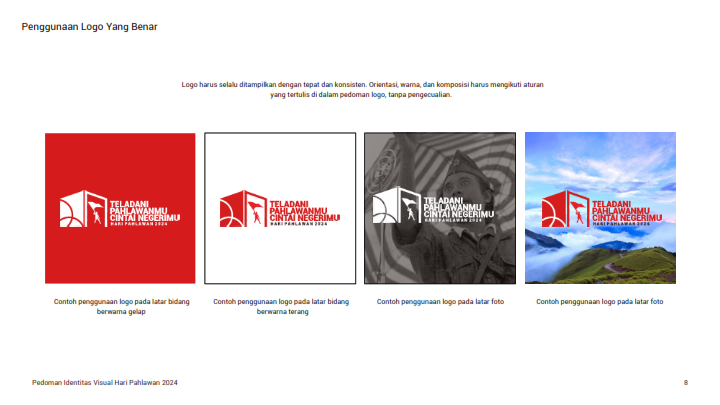 Penggunaan Logo Yang Benar
Logo harus selalu ditampilkan dengan tepat dan konsisten. Orientasi, warna, dan komposisi harus mengikuti aturan
yang tertulis di dalam pedoman logo, tanpa pengecualian.
TELADANI
PAHLAWANMU
CINTAI NEGERIMU
HARI PAHLAWAN 2024
TELADANI
PAHLAWANMU
CINTAI NEGERIMU
HARI PAHLAWAN 2024
TELADANI
PAHLAWANMU
CINTAI NEGERIMU
HARI PAHLAWAN 2024
TELADANI
PAHLAWANMU
CINTAI NEGERIMU
HARI PAHLAWAN 2024
Contoh penggunaan logo pada latar bidang
berwarna gelap
Contoh penggunaan logo pada latar bidang
berwarna terang
Contoh penggunaan logo pada latar foto
Contoh penggunaan logo pada latar foto
Pedoman Identitas Visual Hari Pahlawan 2024
8